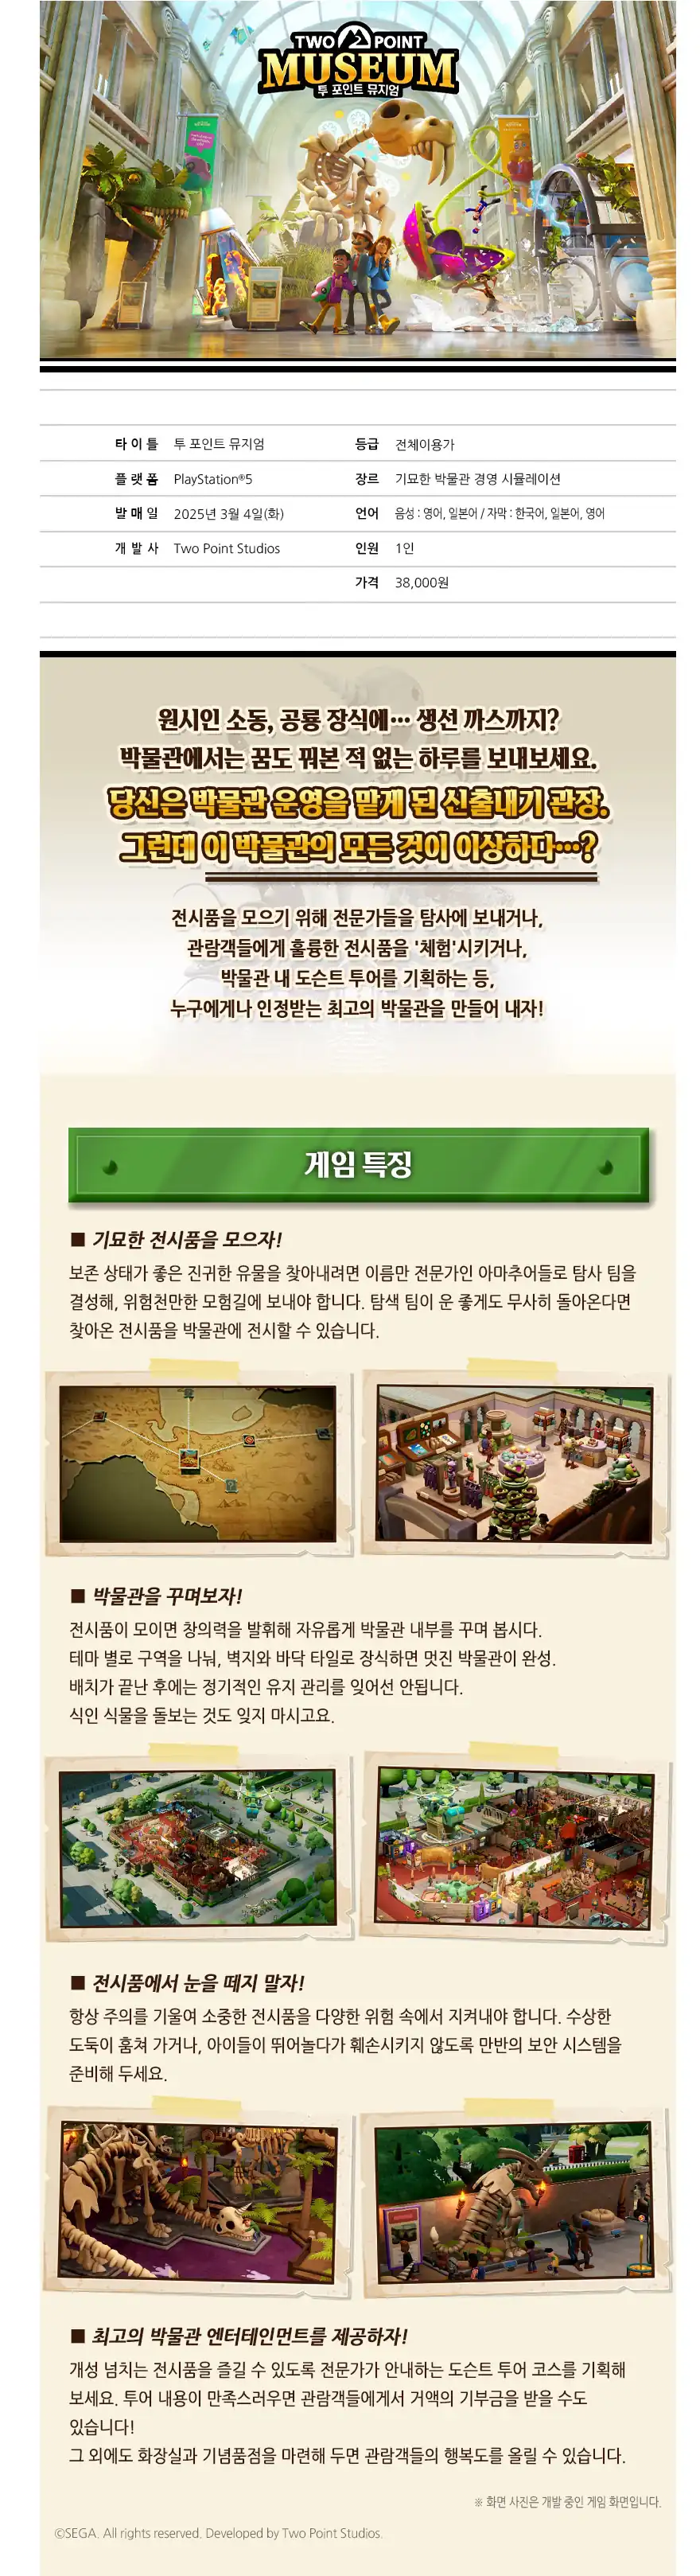 TWO POINT
MUSEUM
투 포인트 뮤지엄
타이틀 투 포인트 뮤지엄 등급 전체이용가
플랫폼 PlayStation®5 장르 기묘한 박물관 경영 시뮬레이션
발매일 2025년 3월 4일(화) 언어 음성 : 영어, 일본어 / 자막 : 한국어, 일본어, 영어
개발사 Two Point Studios 인원 1인
가격 38,000원
원시인 소동, 공룡 장식에… 생선 까스까지?
박물관에서는 꿈도 꿔본 적 없는 하루를 보내보세요.
당신은 박물관 운영을 맡게 된 신출내기 관장.
그런데 이 박물관의 모든 것이 이상하다…?
전시품을 모으기 위해 전문가들을 탐사에 보내거나,
관람객들에게 훌륭한 전시품을 '체험'시키거나,
박물관 내 도슨트 투어를 기획하는 등,
누구에게나 인정받는 최고의 박물관을 만들어 내자!
게임 특징
■ 기묘한 전시품을 모으자!
보존 상태가 좋은 진귀한 유물을 찾아내려면 이름만 전문가인 아마추어들로 탐사 팀을
결성해, 위험천만한 모험길에 보내야 합니다. 탐색 팀이 운 좋게도 무사히 돌아온다면
찾아온 전시품을 박물관에 전시할 수 있습니다.
■ 박물관을 꾸며보자!
전시품이 모이면 창의력을 발휘해 자유롭게 박물관 내부를 꾸며 봅시다.
테마 별로 구역을 나눠, 벽지와 바닥 타일로 장식하면 멋진 박물관이 완성.
배치가 끝난 후에는 정기적인 유지 관리를 잊어선 안됩니다.
식인 식물을 돌보는 것도 잊지 마시고요.
■ 전시품에서 눈을 떼지 말자!
항상 주의를 기울여 소중한 전시품을 다양한 위험 속에서 지켜내야 합니다. 수상한
도둑이 훔쳐 가거나, 아이들이 뛰어놀다가 훼손시키지 않도록 만반의 보안 시스템을
준비해 두세요.
■ 최고의 박물관 엔터테인먼트를 제공하자!
개성 넘치는 전시품을 즐길 수 있도록 전문가가 안내하는 도슨트 투어 코스를 기획해
보세요. 투어 내용이 만족스러우면 관람객들에게서 거액의 기부금을 받을 수도
있습니다!
그 외에도 화장실과 기념품점을 마련해 두면 관람객들의 행복도를 올릴 수 있습니다.
※ 화면 사진은 개발 중인 게임 화면입니다.
©SEGA. All rights reserved. Developed by Two Point Studios.